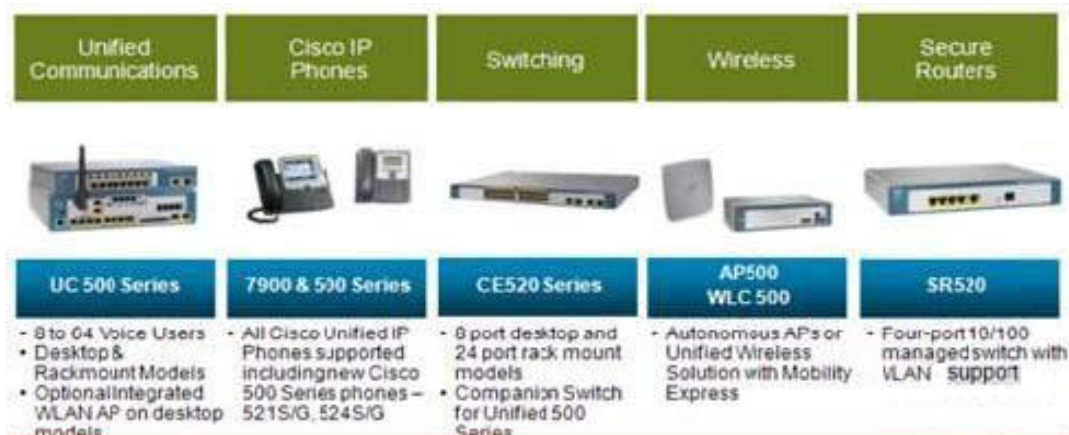 Unified
Communications
Cisco IP
Phones
Switching
Wireless
Secure
Routers
UC 500 Series
7900 & 500 Series
CE520 Series
AP500
WLC 500
SR520
- 8 to 64 Voice Users
• Desktop &
Rackmount Models
• Optional Integrated
WLAN AP on desktop
models
- All Cisco Unified IP
Phones supported
including new Cisco
500 Series phones –
521S/G, 524S/G
- 8 port desktop and
24 port rack mount
models
• Companion Switch
for Unified 500
Series
- Autonomous APs or
Unified Wireless
Solution with Mobility
Express
- Four-port 10/100
managed switch with
VLAN support